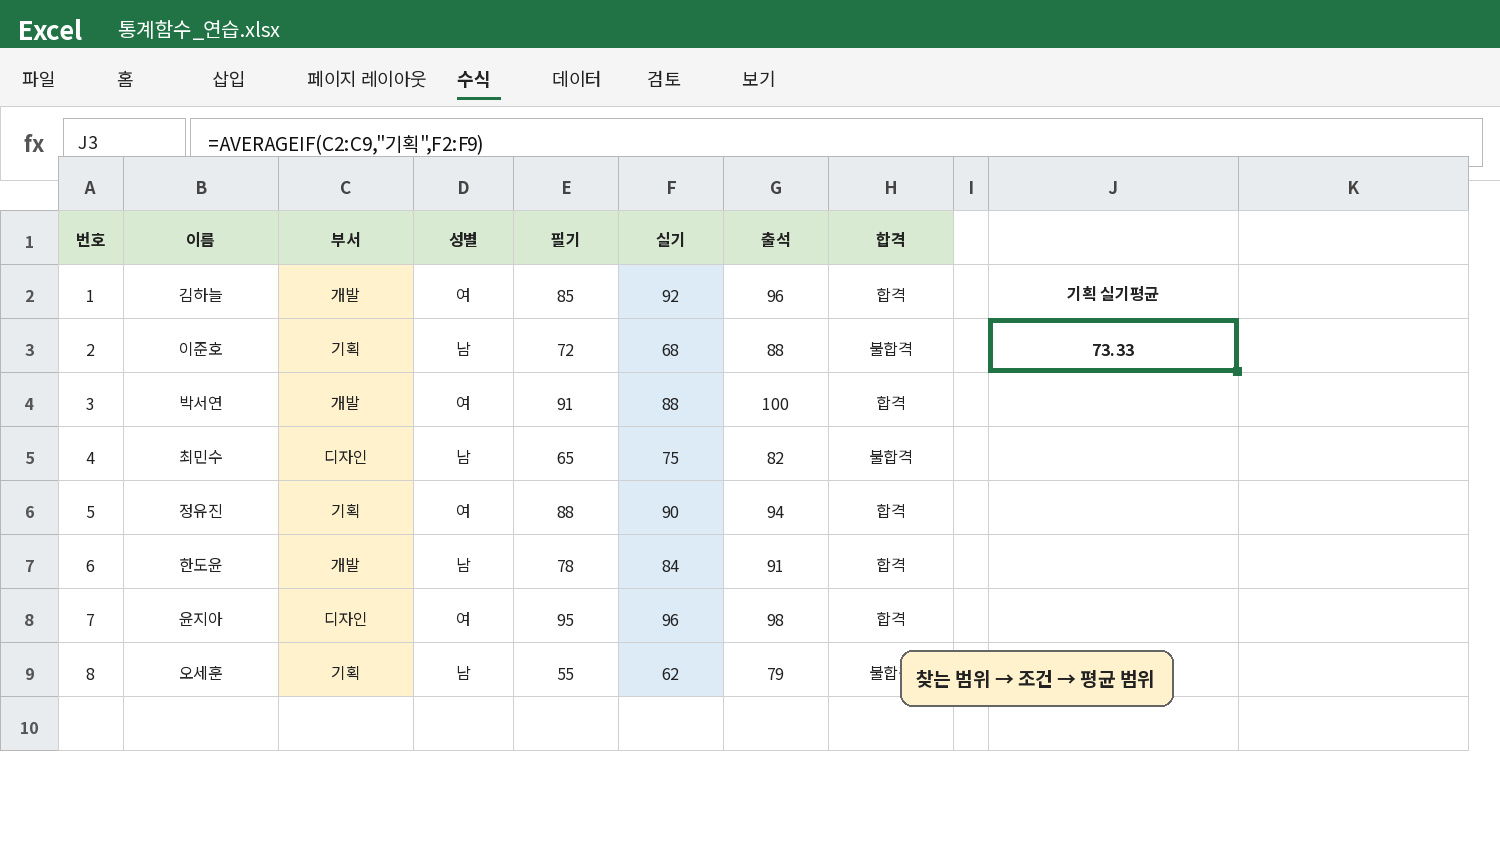 Excel 통계함수_연습.xlsx
파일 홈 삽입 페이지 레이아웃 수식 데이터 검토 보기
fx J3 =AVERAGEIF(C2:C9,"기획",F2:F9)
A B C D E F G H I J K
1 번호 이름 부서 성별 필기 실기 출석 합격
2 1 김하늘 개발 여 85 92 96 합격 기획 실기평균
3 2 이준호 기획 남 72 68 88 불합격 73.33
4 3 박서연 개발 여 91 88 100 합격
5 4 최민수 디자인 남 65 75 82 불합격
6 5 정유진 기획 여 88 90 94 합격
7 6 한도윤 개발 남 78 84 91 합격
8 7 윤지아 디자인 여 95 96 98 합격
9 8 오세훈 기획 남 55 62 79 불합 찾는 범위 → 조건 → 평균 범위
10